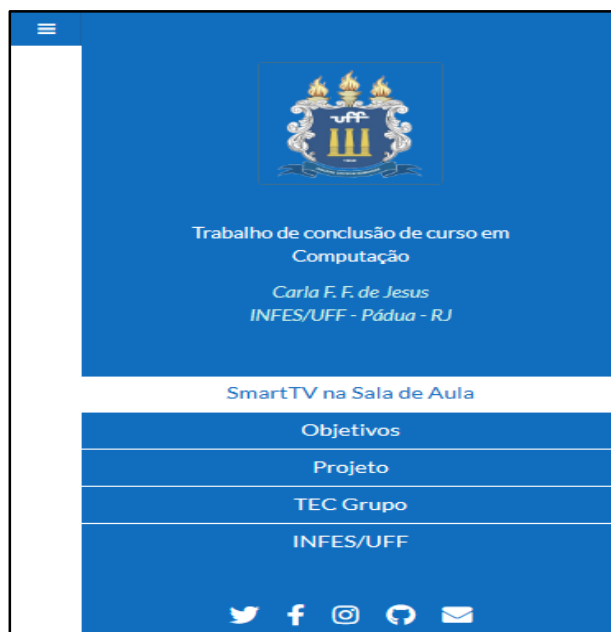 uff
Trabalho de conclusão de curso em
Computação
Carla F. F. de Jesus
INFES/UFF - Pádua - RJ
SmartTV na Sala de Aula
Objetivos
Projeto
TEC Grupo
INFES/UFF